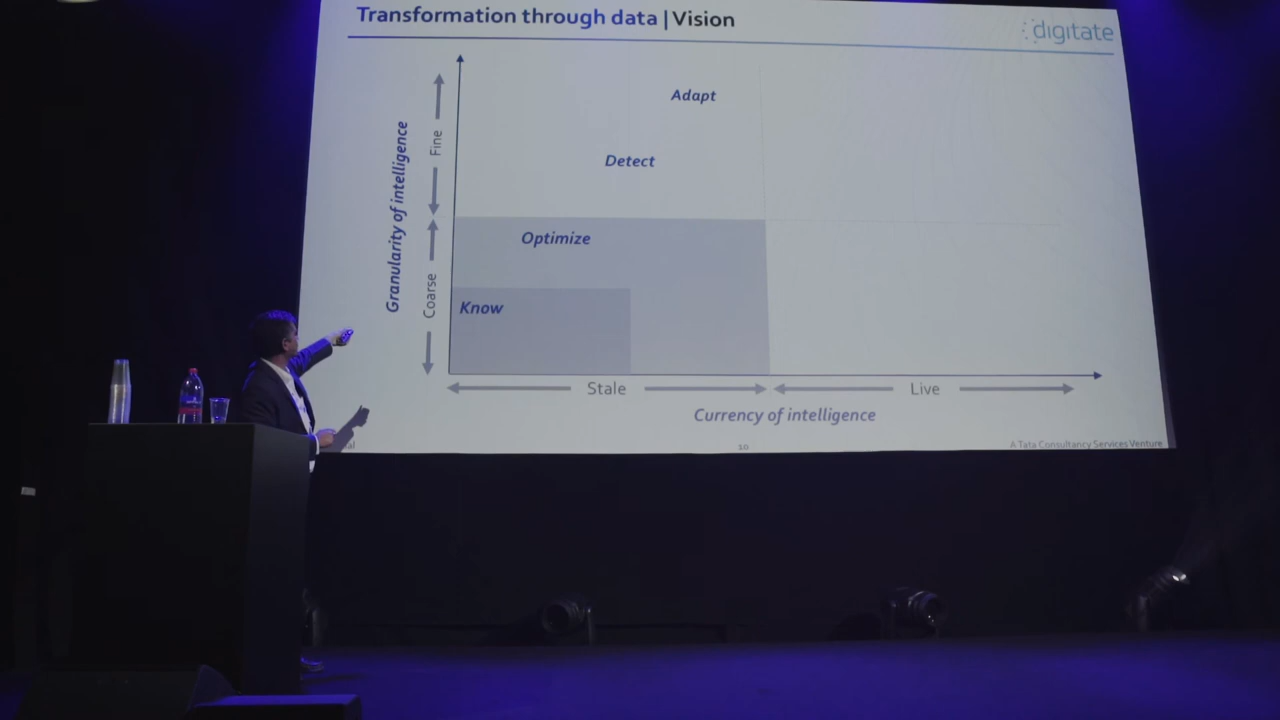 Transformation through data | Vision
digitate
Adapt
Fine
Detect
Granularity of intelligence
Optimize
Coarse
Know
Stale
Live
Currency of intelligence
10
A Tata Consultancy Services Venture